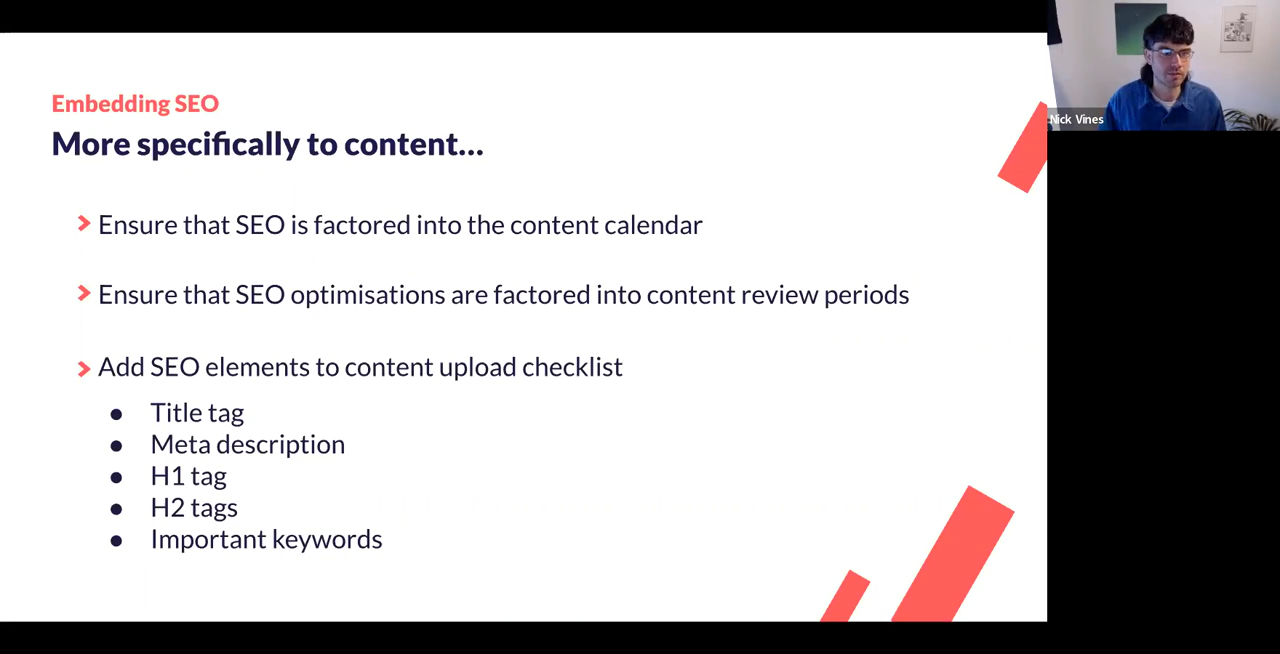 Embedding SEO
More specifically to content...
Ensure that SEO is factored into the content calendar
Ensure that SEO optimisations are factored into content review periods
Add SEO elements to content upload checklist
Title tag
Meta description
H1 tag
H2 tags
Important keywords
Nick Vines